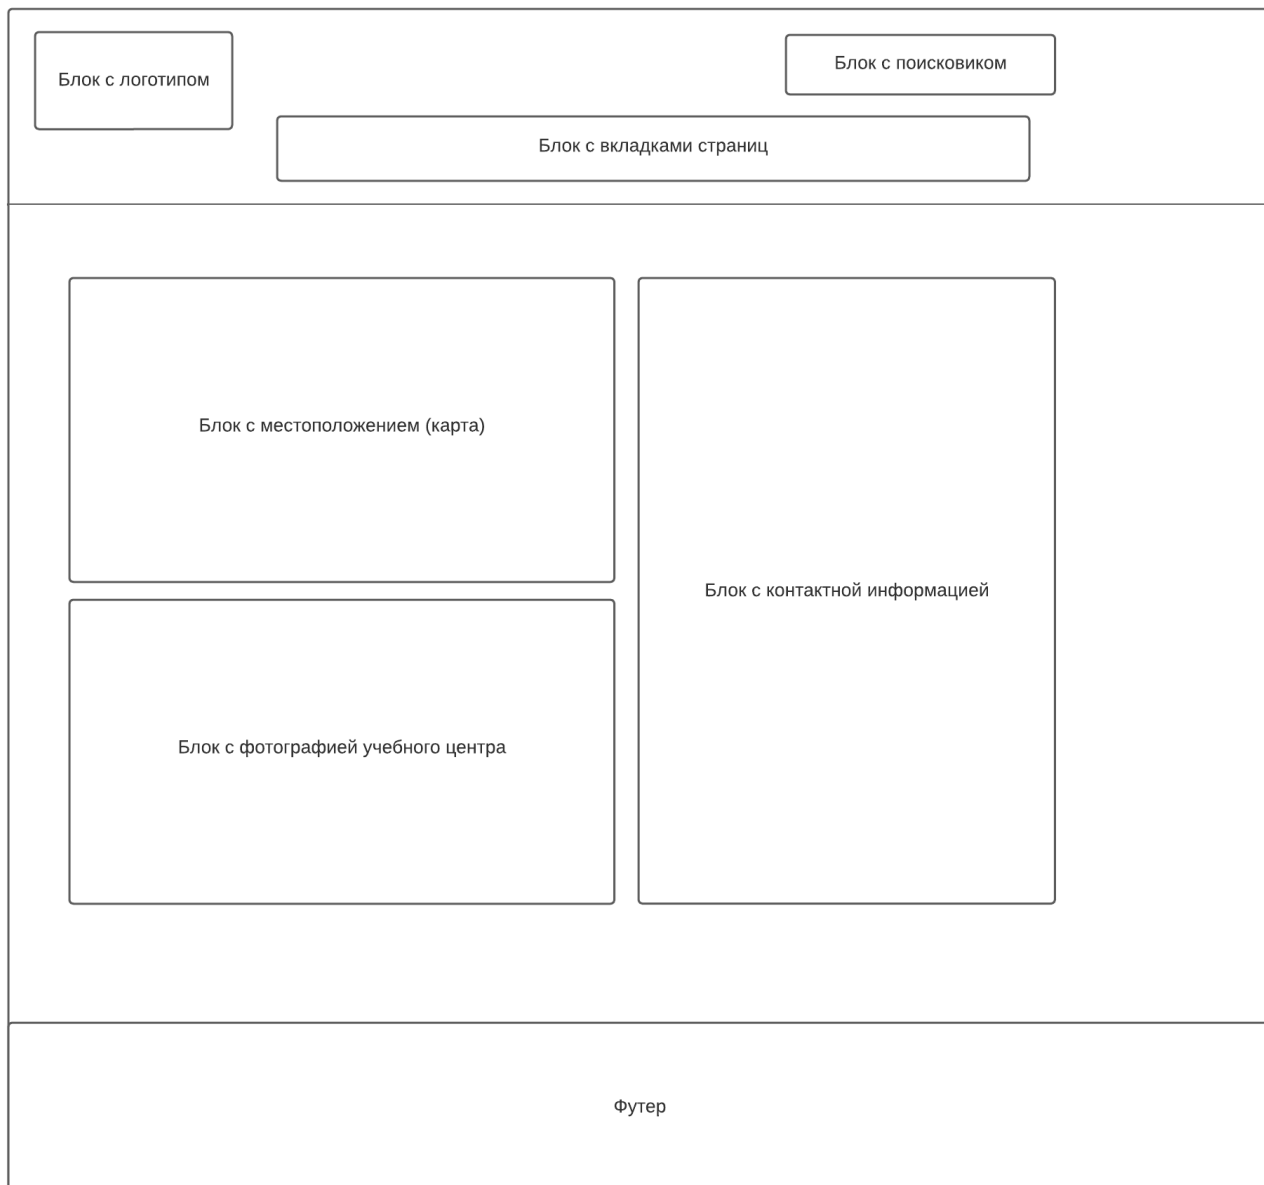 Блок с логотипом
Блок с поисковиком
Блок с вкладками страниц
Блок с местоположением (карта)
Блок с контактной информацией
Блок с фотографией учебного центра
Футер